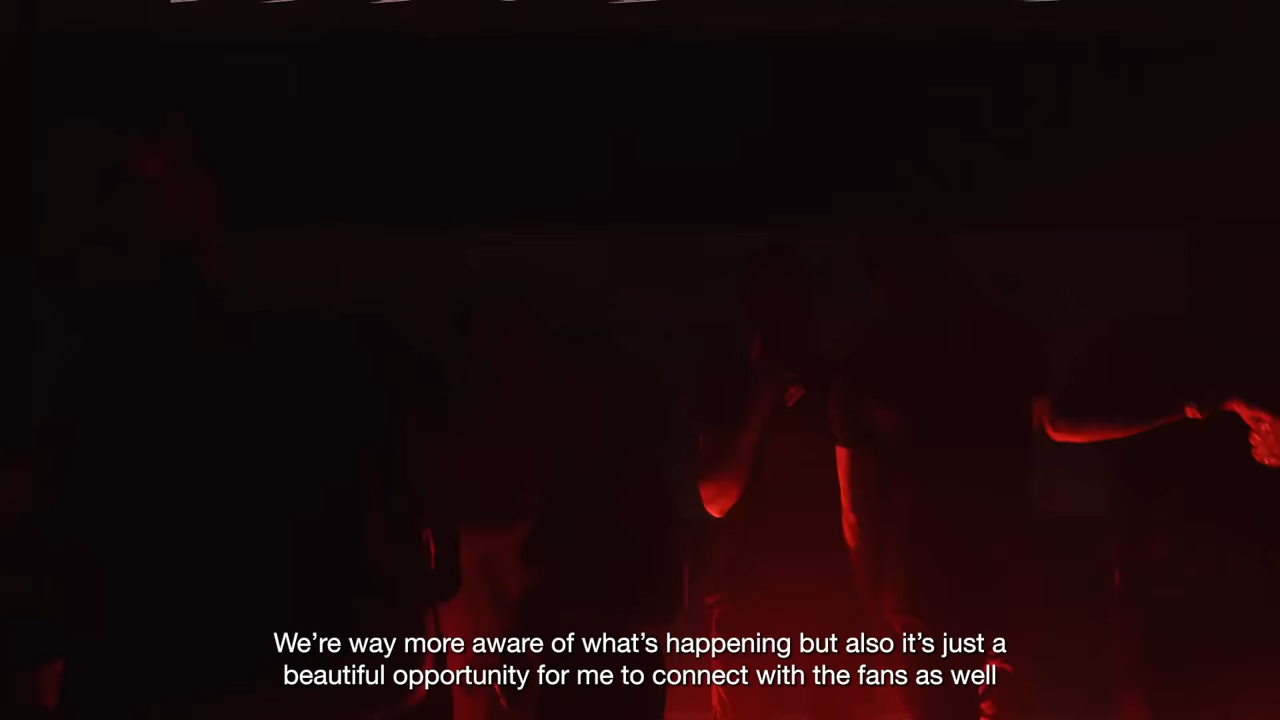 We’re way more aware of what’s happening but also it’s just a
beautiful opportunity for me to connect with the fans as well